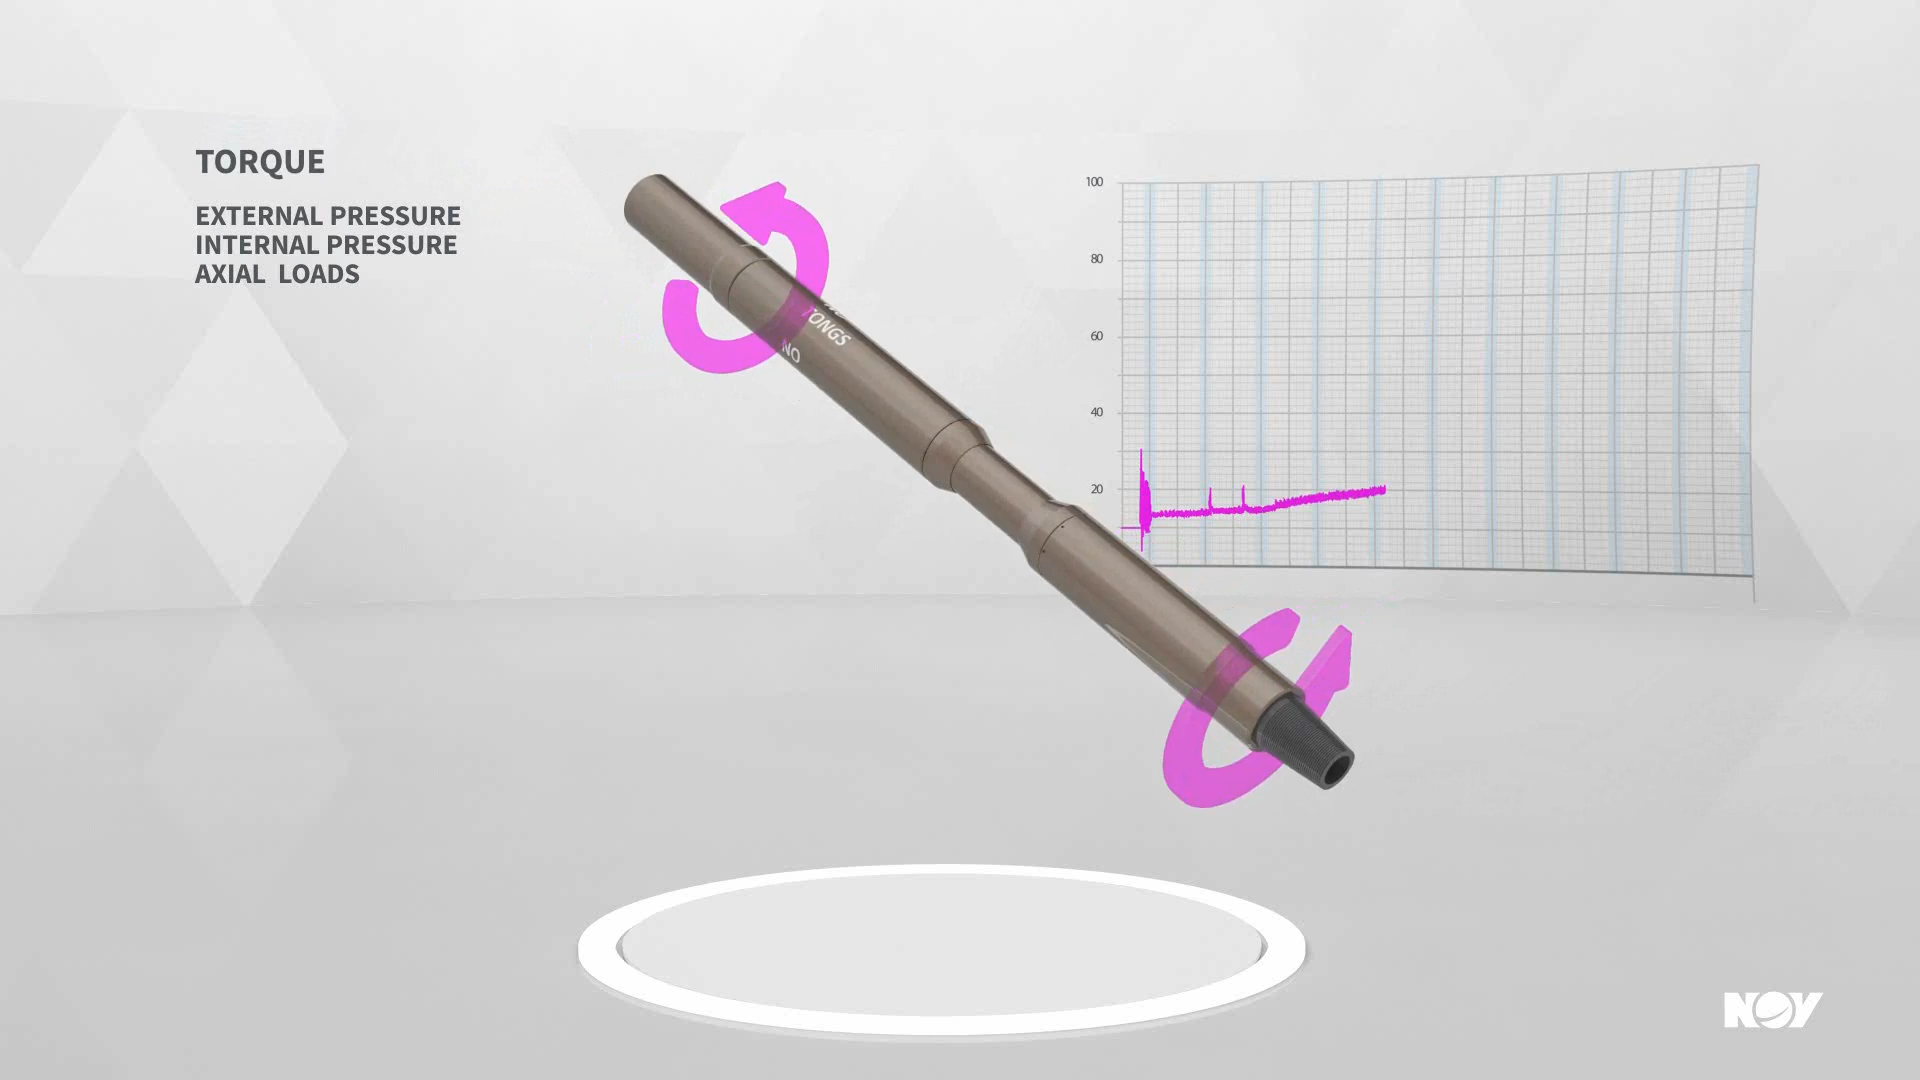 TORQUE
EXTERNAL PRESSURE
INTERNAL PRESSURE
AXIAL LOADS
100
80
60
40
20
TONGS
NO
NOV